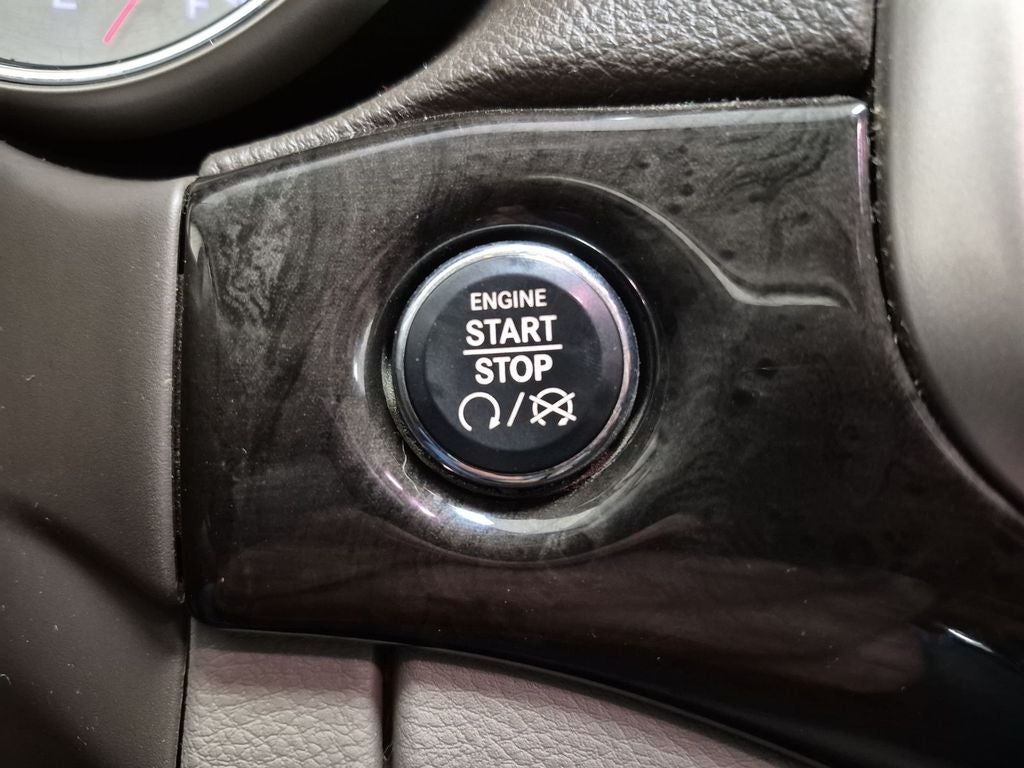 E F
ENGINE
START
STOP
/